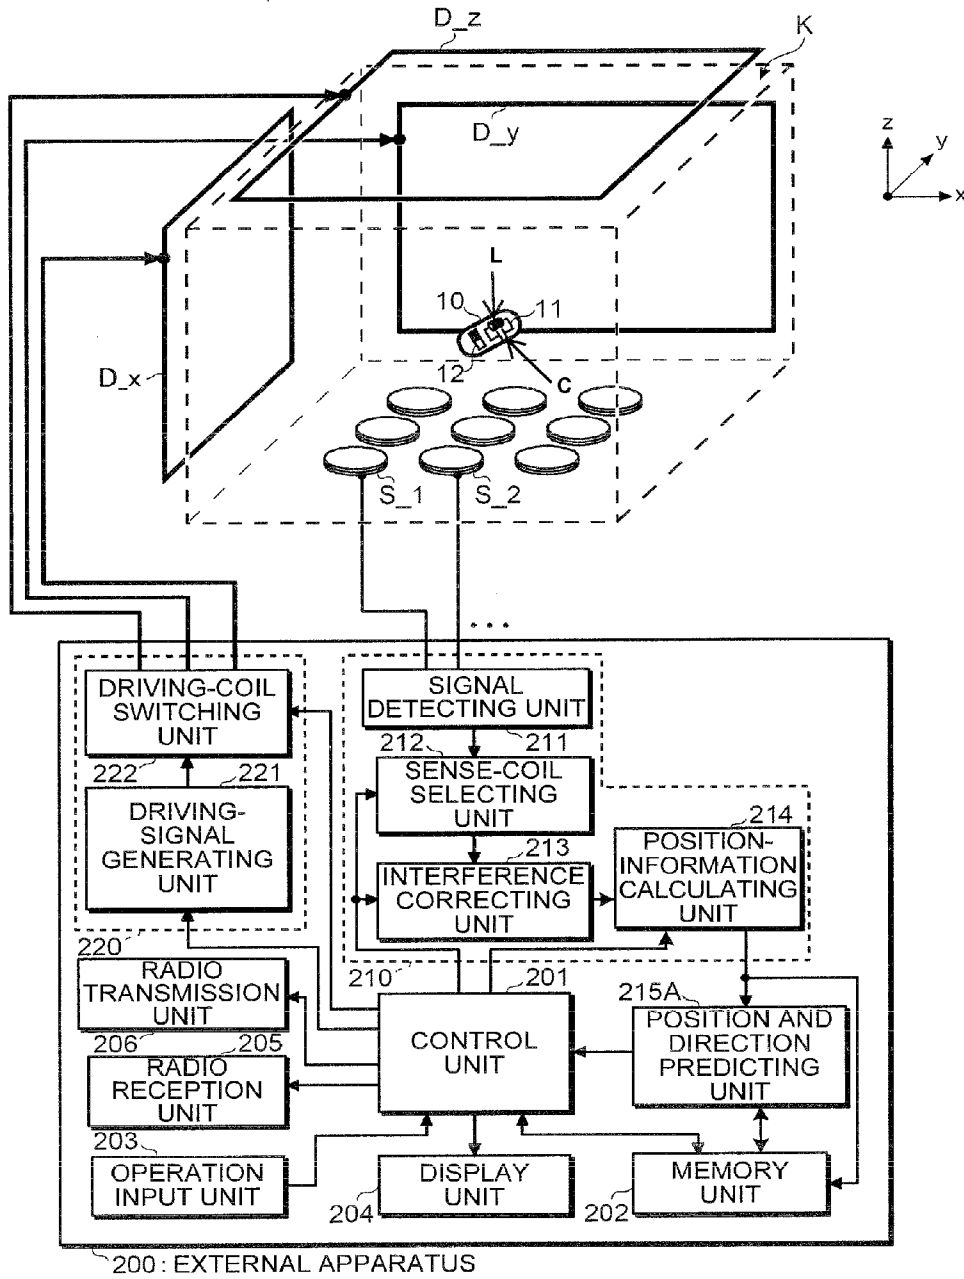 D_z
K
D_y
z
y
x
L
10
11
12
C
D_x
S_1
S_2
...
DRIVING-COIL
SWITCHING
UNIT
SIGNAL
DETECTING UNIT
212
211
222
221
SENSE-COIL
SELECTING
UNIT
DRIVING-
SIGNAL
GENERATING
UNIT
213
214
INTERFERENCE
CORRECTING
UNIT
POSITION-
INFORMATION
CALCULATING
UNIT
220
210
201
RADIO
TRANSMISSION
UNIT
215A
CONTROL
UNIT
POSITION AND
DIRECTION
PREDICTING
UNIT
206
205
RADIO
RECEPTION
UNIT
203
OPERATION
INPUT UNIT
DISPLAY
UNIT
MEMORY
UNIT
204
202
200 : EXTERNAL APPARATUS